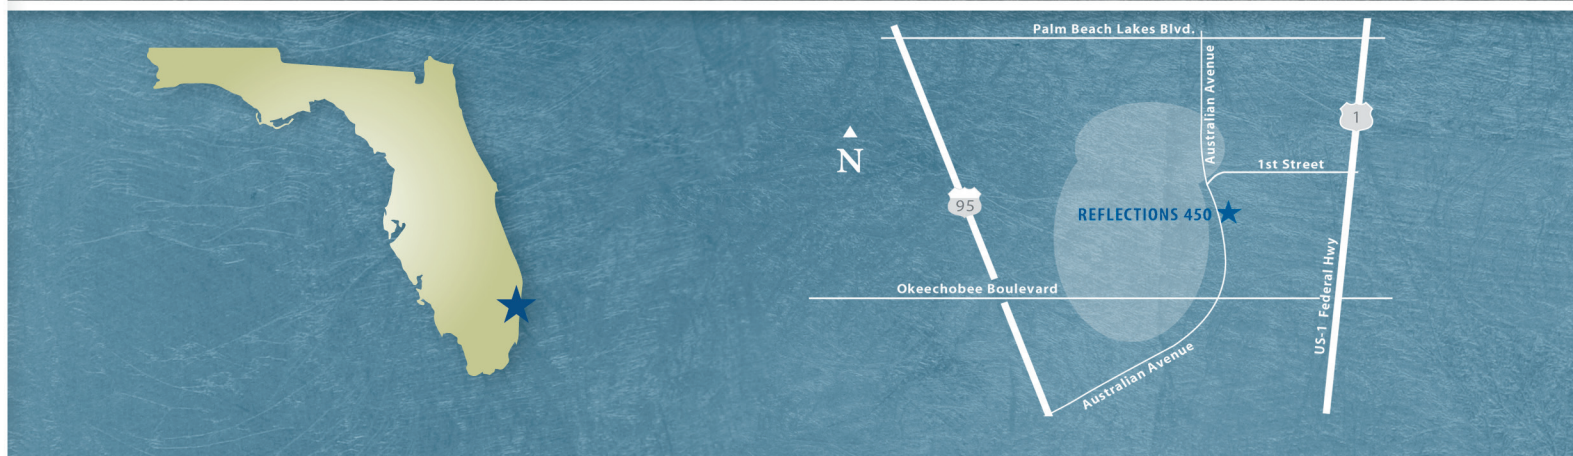 Palm Beach Lakes Blvd.
Australian Avenue
1
N
1st Street
95
REFLECTIONS 450
Okeechobee Boulevard
US-1 Federal Hwy
Australian Avenue